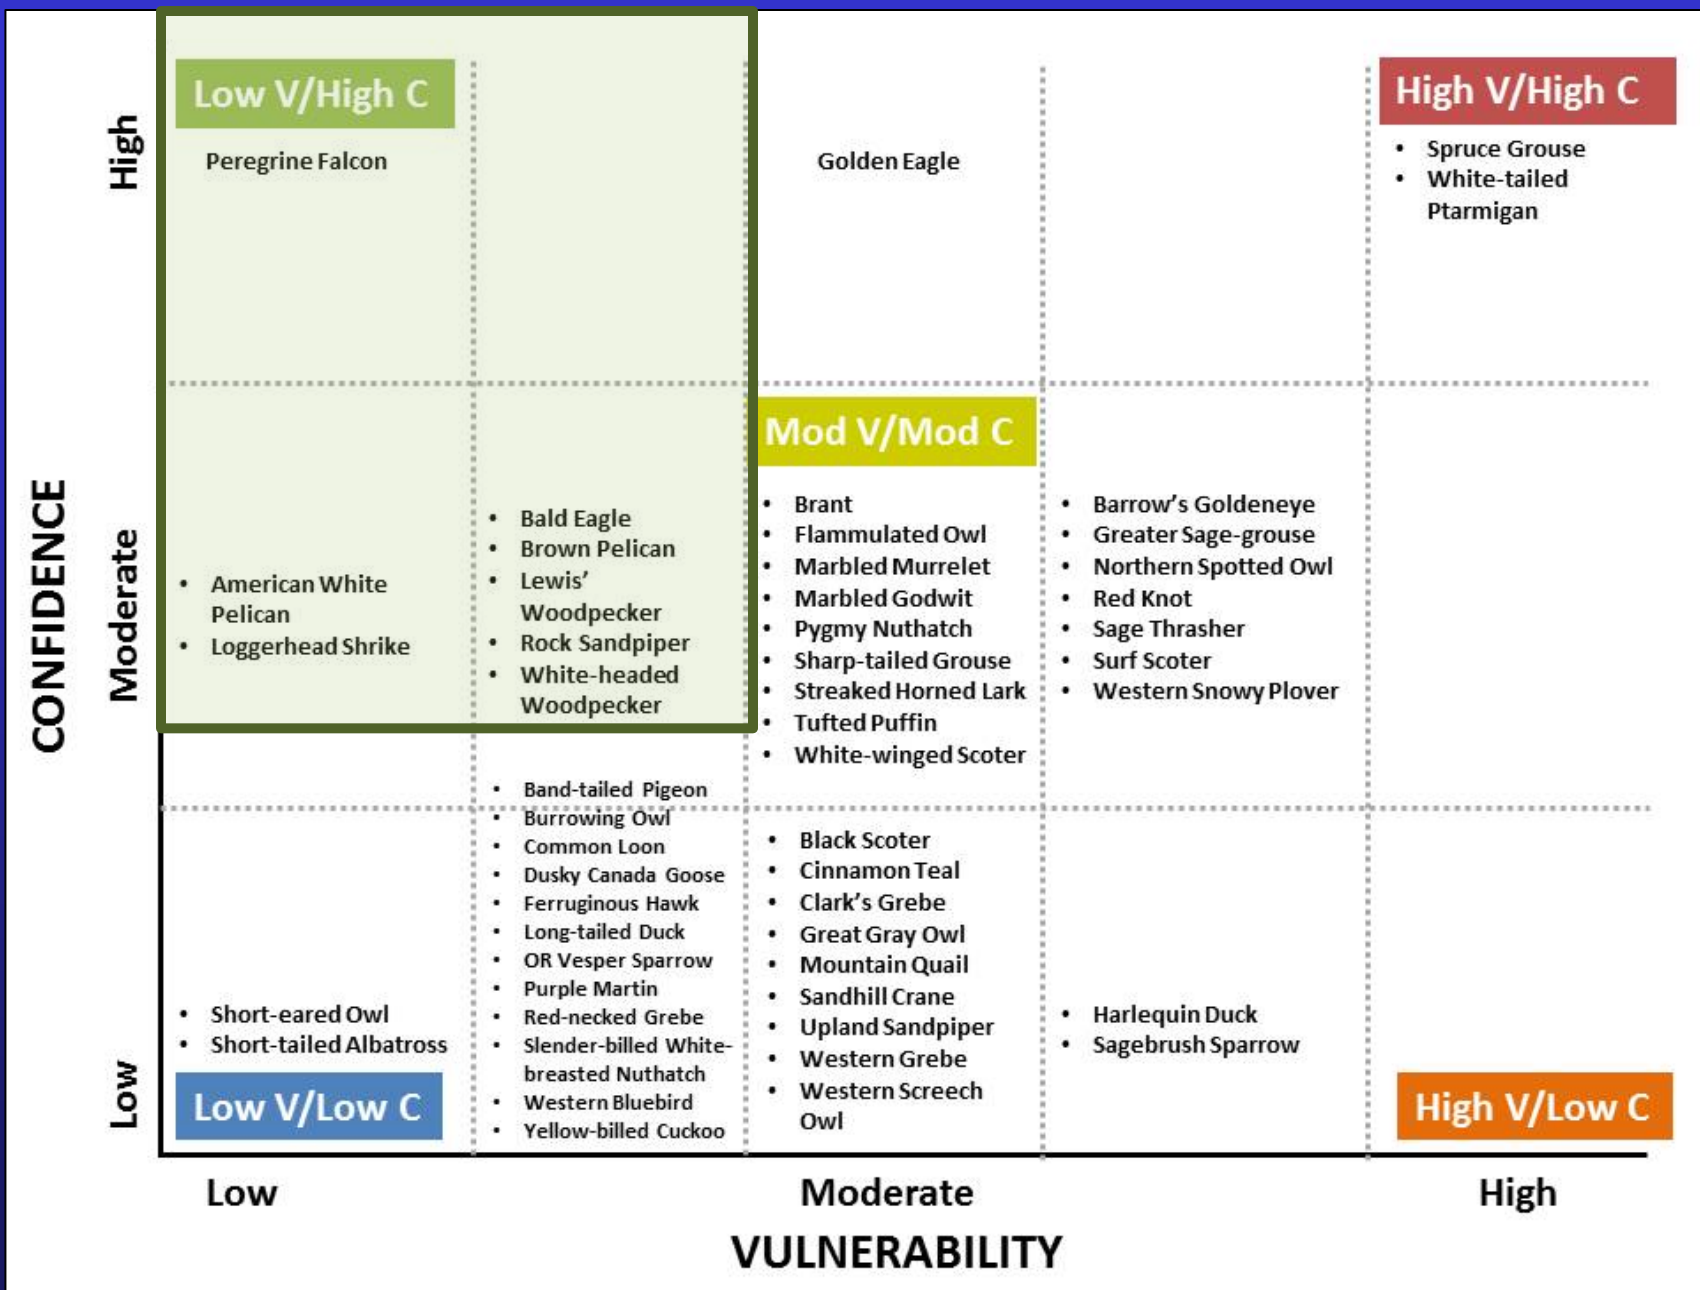 CONFIDENCE
High
Moderate
Low
Low V/High C
Peregrine Falcon
Golden Eagle
High V/High C
• Spruce Grouse
• White-tailed
Ptarmigan
• American White
Pelican
• Loggerhead Shrike
• Bald Eagle
• Brown Pelican
• Lewis’
Woodpecker
• Rock Sandpiper
• White-headed
Woodpecker
Mod V/Mod C
• Brant
• Flammulated Owl
• Marbled Murrelet
• Marbled Godwit
• Pygmy Nuthatch
• Sharp-tailed Grouse
• Streaked Horned Lark
• Tufted Puffin
• White-winged Scoter
• Barrow’s Goldeneye
• Greater Sage-grouse
• Northern Spotted Owl
• Red Knot
• Sage Thrasher
• Surf Scoter
• Western Snowy Plover
• Short-eared Owl
• Short-tailed Albatross
Low V/Low C
• Band-tailed Pigeon
• Burrowing Owl
• Common Loon
• Dusky Canada Goose
• Ferruginous Hawk
• Long-tailed Duck
• OR Vesper Sparrow
• Purple Martin
• Red-necked Grebe
• Slender-billed White-
breasted Nuthatch
• Western Bluebird
• Yellow-billed Cuckoo
• Black Scoter
• Cinnamon Teal
• Clark’s Grebe
• Great Gray Owl
• Mountain Quail
• Sandhill Crane
• Upland Sandpiper
• Western Grebe
• Western Screech
Owl
• Harlequin Duck
• Sagebrush Sparrow
High V/Low C
Low
Moderate
High
VULNERABILITY